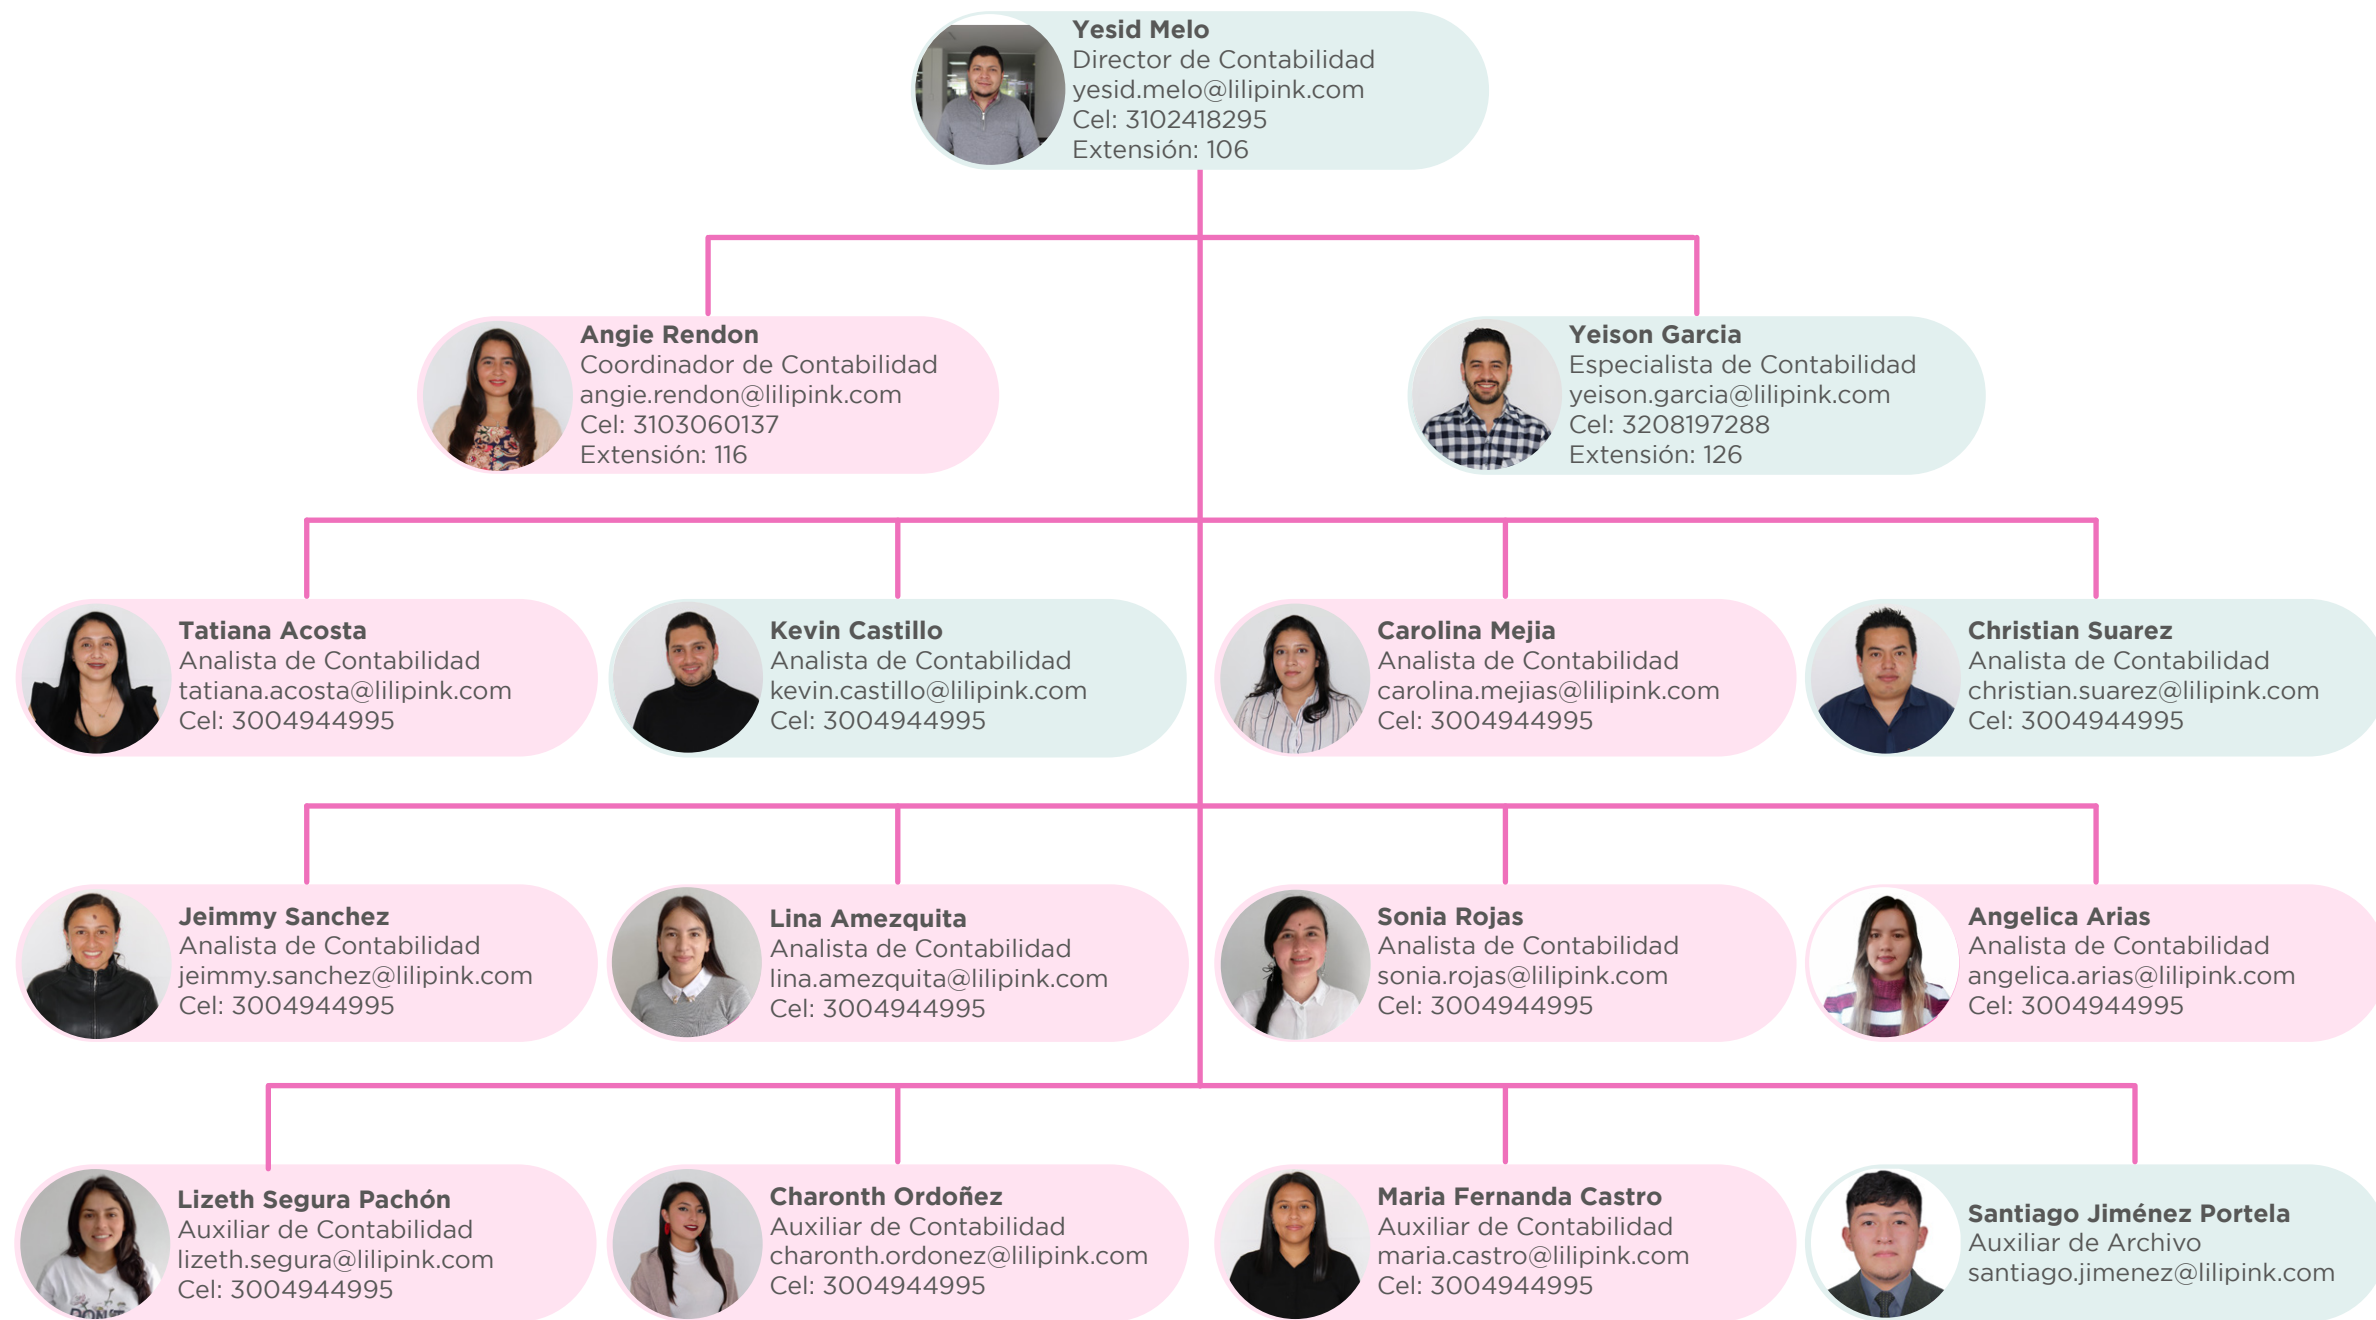 Yesid Melo
Director de Contabilidad
yesid.melo@lilipink.com
Cel: 3102418295
Extensión: 106
Angie Rendon
Coordinador de Contabilidad
angie.rendon@lilipink.com
Cel: 3103060137
Extensión: 116
Yeison Garcia
Especialista de Contabilidad
yeison.garcia@lilipink.com
Cel: 3208197288
Extensión: 126
Tatiana Acosta
Analista de Contabilidad
tatiana.acosta@lilipink.com
Cel: 3004944995
Kevin Castillo
Analista de Contabilidad
kevin.castillo@lilipink.com
Cel: 3004944995
Carolina Mejia
Analista de Contabilidad
carolina.mejias@lilipink.com
Cel: 3004944995
Christian Suarez
Analista de Contabilidad
christian.suarez@lilipink.com
Cel: 3004944995
Jeimmy Sanchez
Analista de Contabilidad
jeimmy.sanchez@lilipink.com
Cel: 3004944995
Lina Amezquita
Analista de Contabilidad
lina.amezquita@lilipink.com
Cel: 3004944995
Sonia Rojas
Analista de Contabilidad
sonia.rojas@lilipink.com
Cel: 3004944995
Angelica Arias
Analista de Contabilidad
angelica.arias@lilipink.com
Cel: 3004944995
Lizeth Segura Pachón
Auxiliar de Contabilidad
lizeth.segura@lilipink.com
Cel: 3004944995
Charonth Ordoñez
Auxiliar de Contabilidad
charonth.ordonez@lilipink.com
Cel: 3004944995
Maria Fernanda Castro
Auxiliar de Contabilidad
maria.castro@lilipink.com
Cel: 3004944995
Santiago Jiménez Portela
Auxiliar de Archivo
santiago.jimenez@lilipink.com